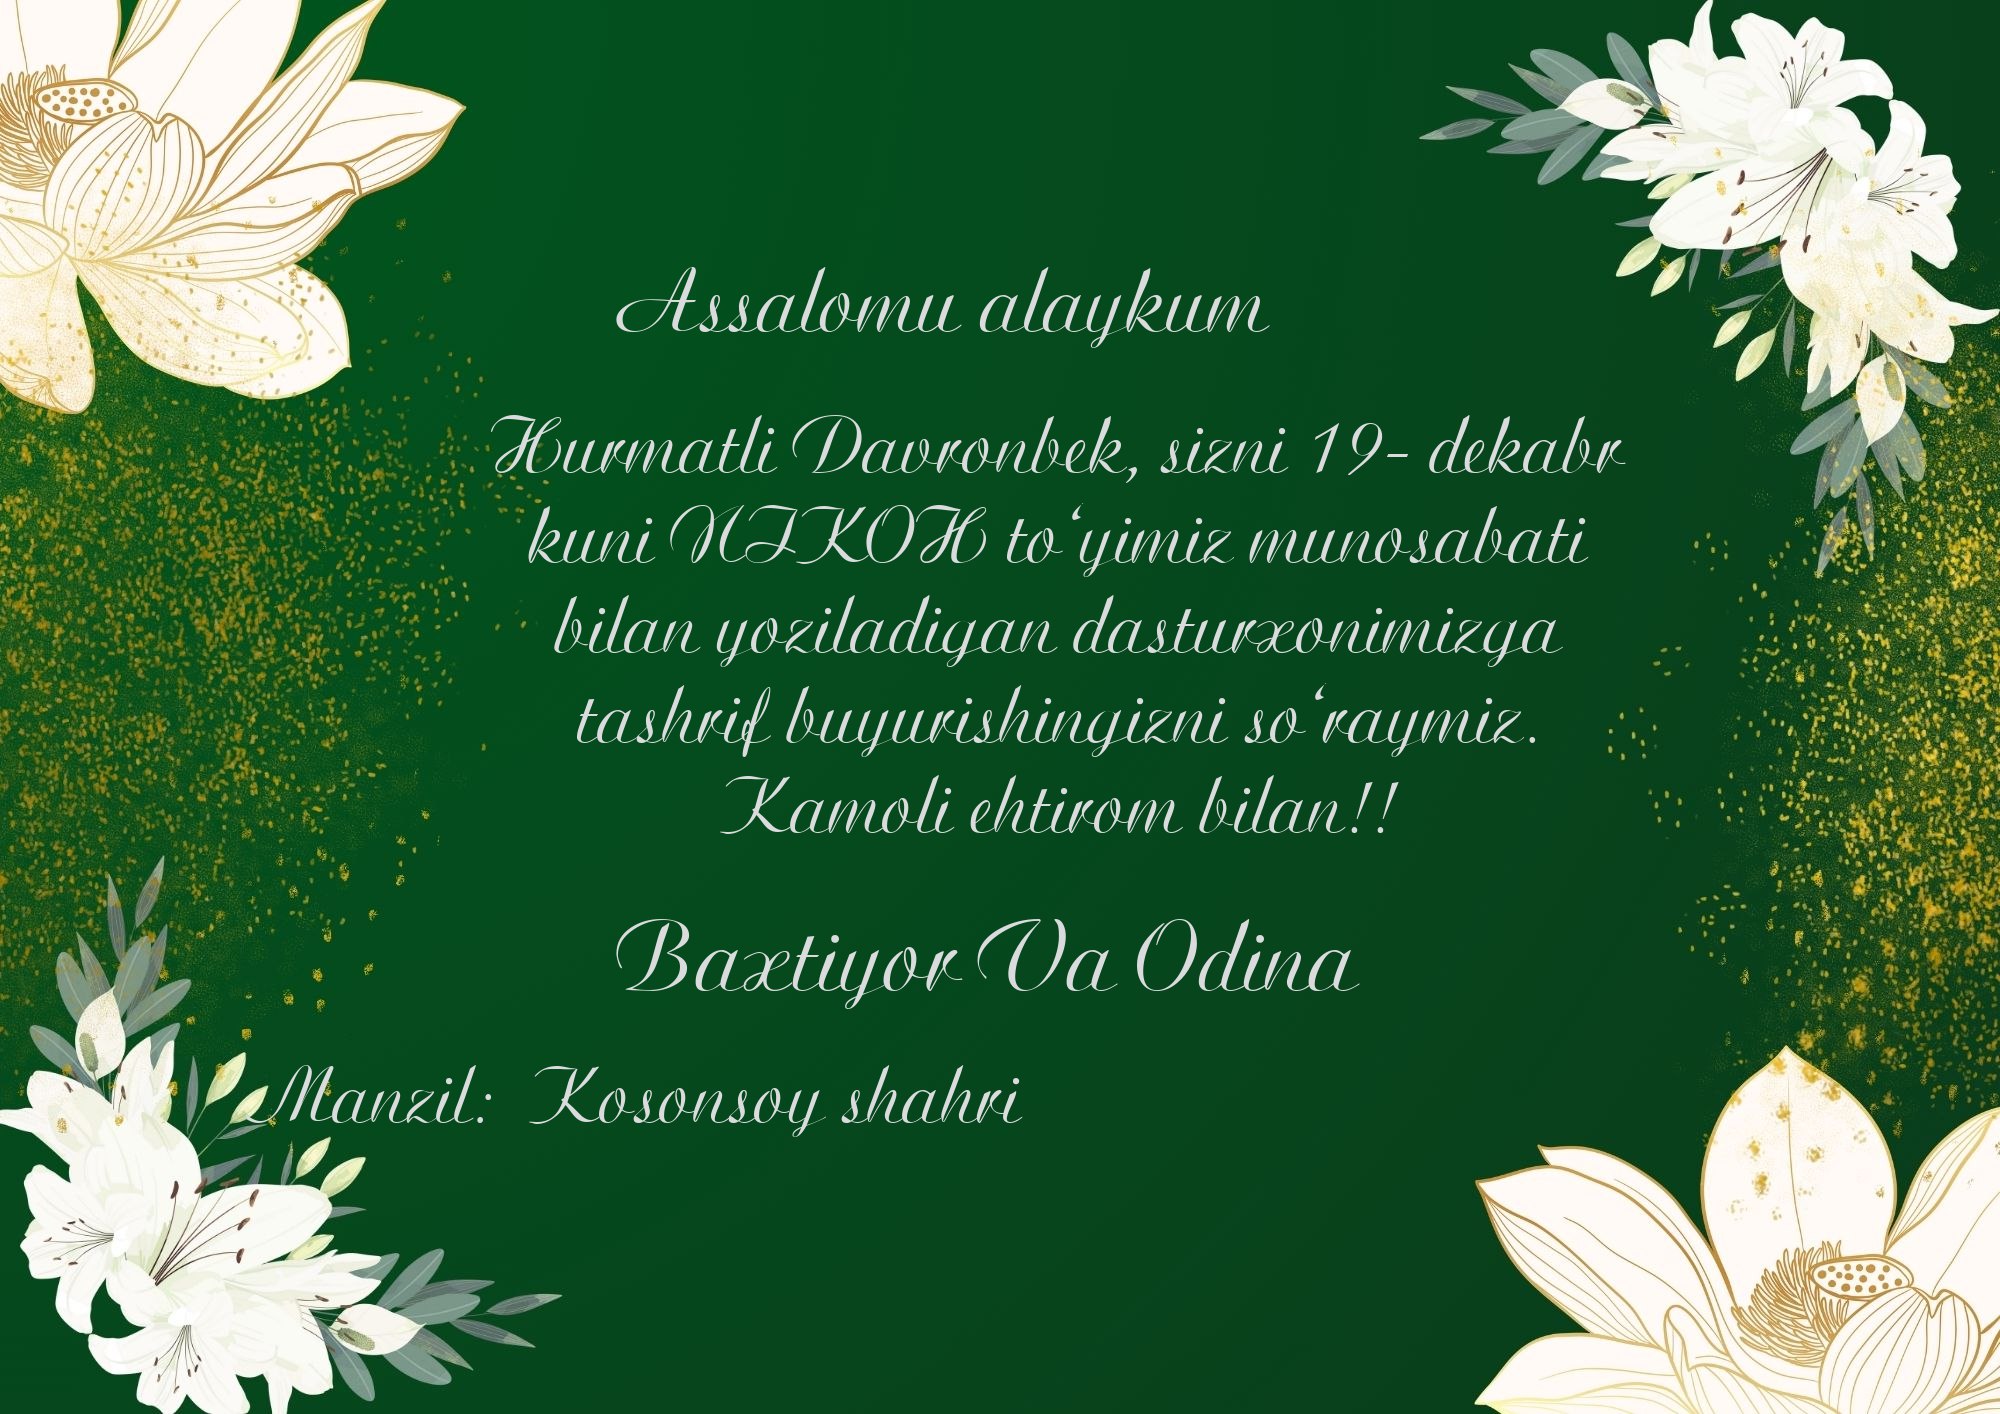 Assalomu alaykum
Hurmatli Davronbek, sizni 19- dekabr
kuni NIKOH to‘yimiz munosabati
bilan yoziladigan dasturxonimizga
tashrif buyurishingizni so‘raymiz.
Kamoli ehtirom bilan!!
Baxtiyor Va Odina
Manzil: Kosonsoy shahri